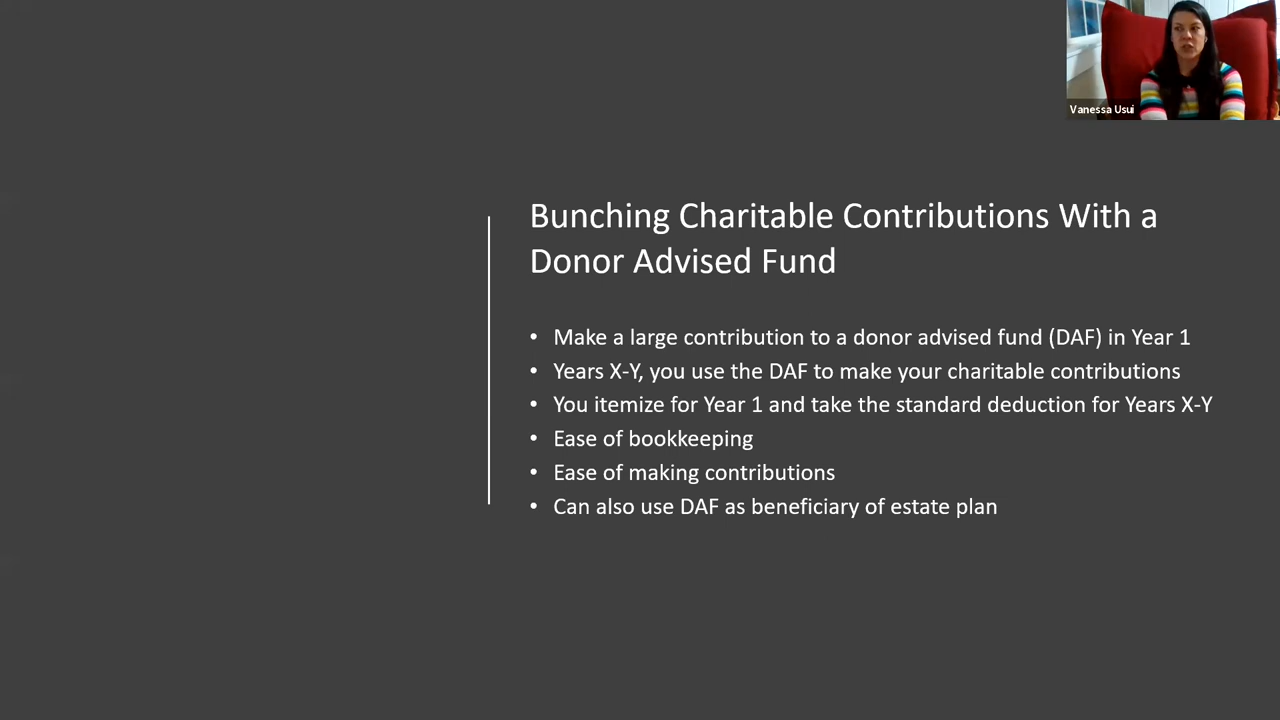 Vanessa Usui
Bunching Charitable Contributions With a
Donor Advised Fund
• Make a large contribution to a donor advised fund (DAF) in Year 1
• Years X-Y, you use the DAF to make your charitable contributions
• You itemize for Year 1 and take the standard deduction for Years X-Y
• Ease of bookkeeping
• Ease of making contributions
• Can also use DAF as beneficiary of estate plan